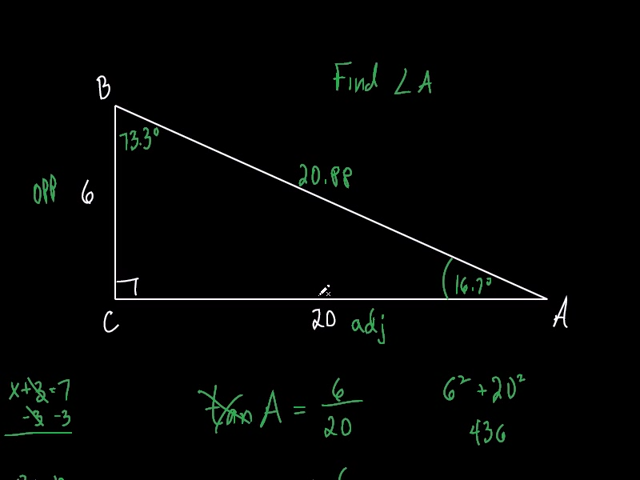 Find ∠A
B
73.3°
20.88
opp 6
16.7°
C
20 adj
A
x+3=7
-3 -3
tan A = 6/20
6² + 20²
436